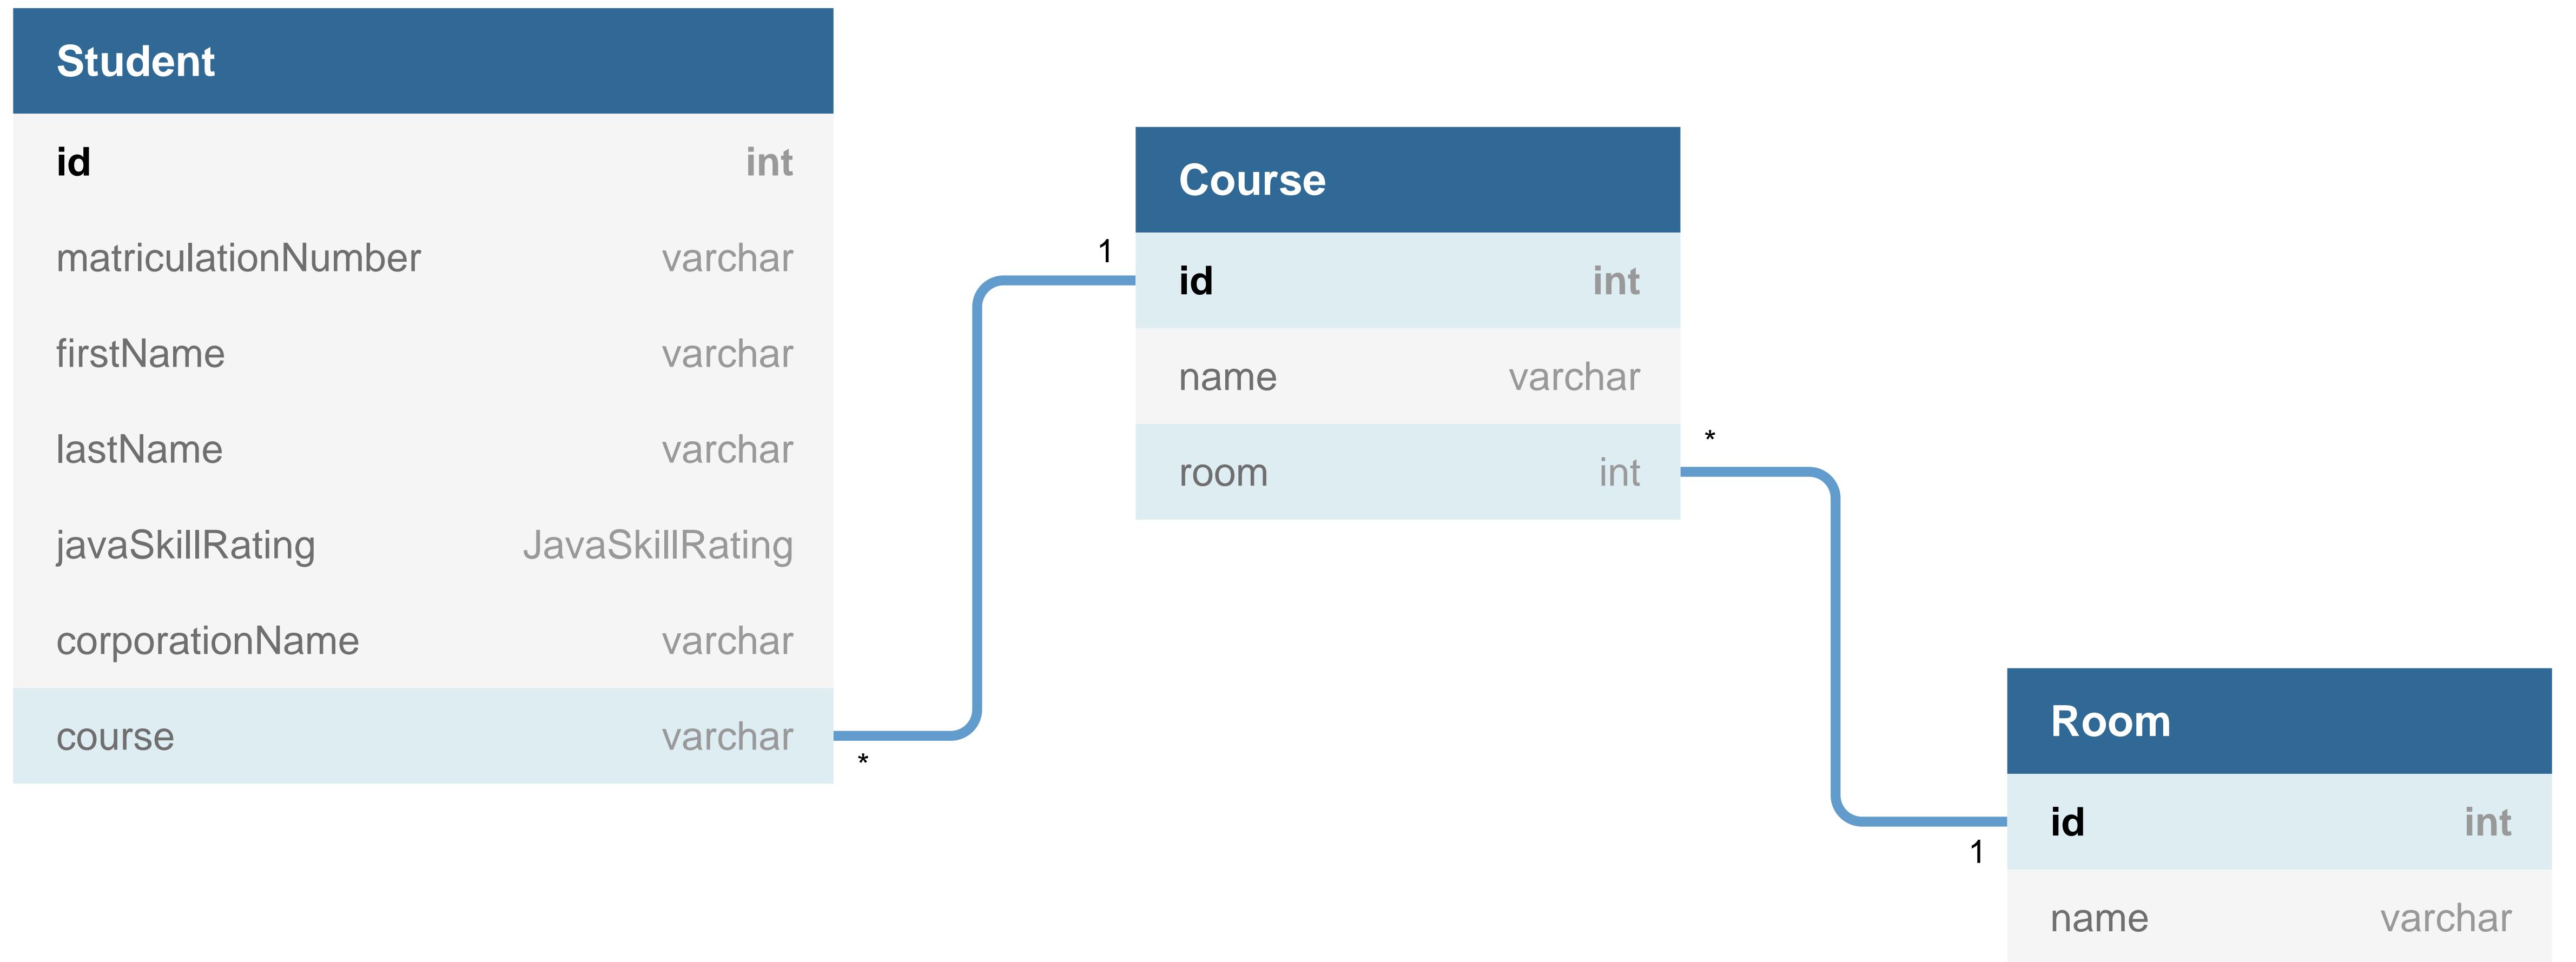 Student
id int
matriculationNumber varchar
firstName varchar
lastName varchar
javaSkillRating JavaSkillRating
corporationName varchar
course varchar
*
1
Course
id int
name varchar
room int
*
1
Room
id int
name varchar